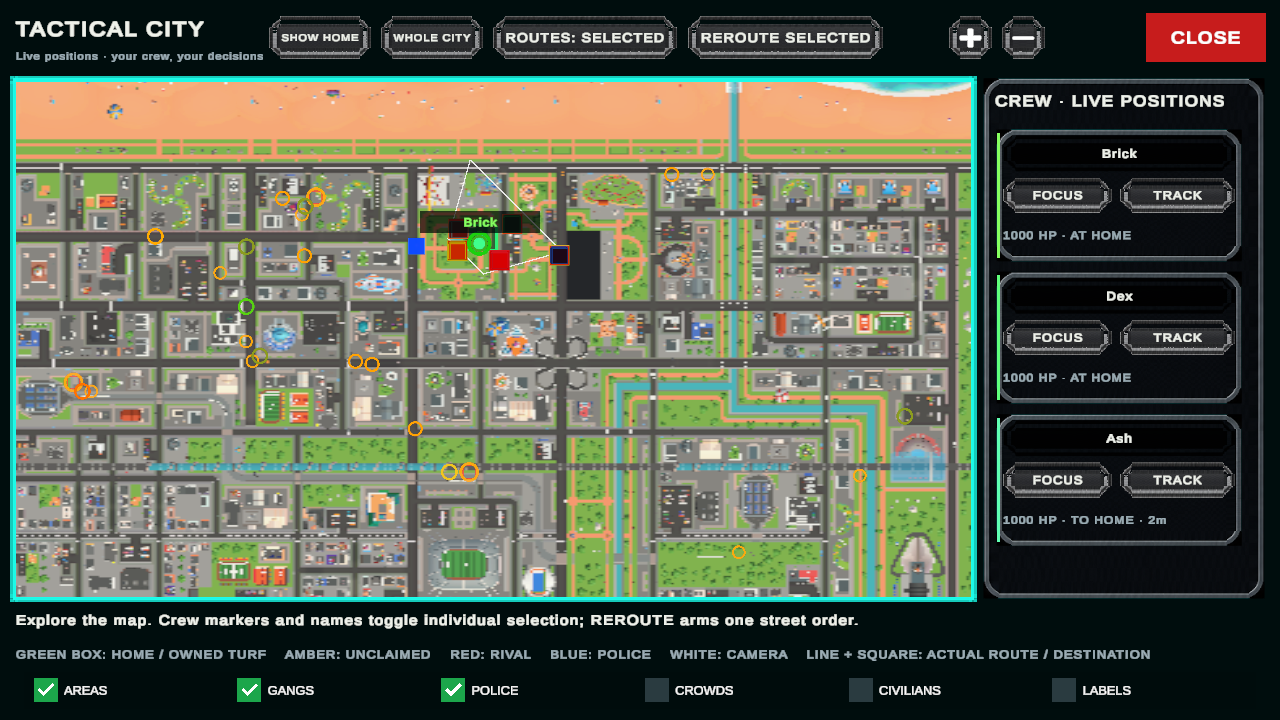 TACTICAL CITY
Live positions · your crew, your decisions
SHOW HOME
WHOLE CITY
ROUTES: SELECTED
REROUTE SELECTED
CLOSE
Brick
CREW · LIVE POSITIONS
Brick
FOCUS TRACK
1000 HP · AT HOME
Dex
FOCUS TRACK
1000 HP · AT HOME
Ash
FOCUS TRACK
1000 HP · TO HOME · 2m
Explore the map. Crew markers and names toggle individual selection; REROUTE arms one street order.
GREEN BOX: HOME / OWNED TURF AMBER: UNCLAIMED RED: RIVAL BLUE: POLICE WHITE: CAMERA LINE + SQUARE: ACTUAL ROUTE / DESTINATION
AREAS GANGS POLICE CROWDS CIVILIANS LABELS